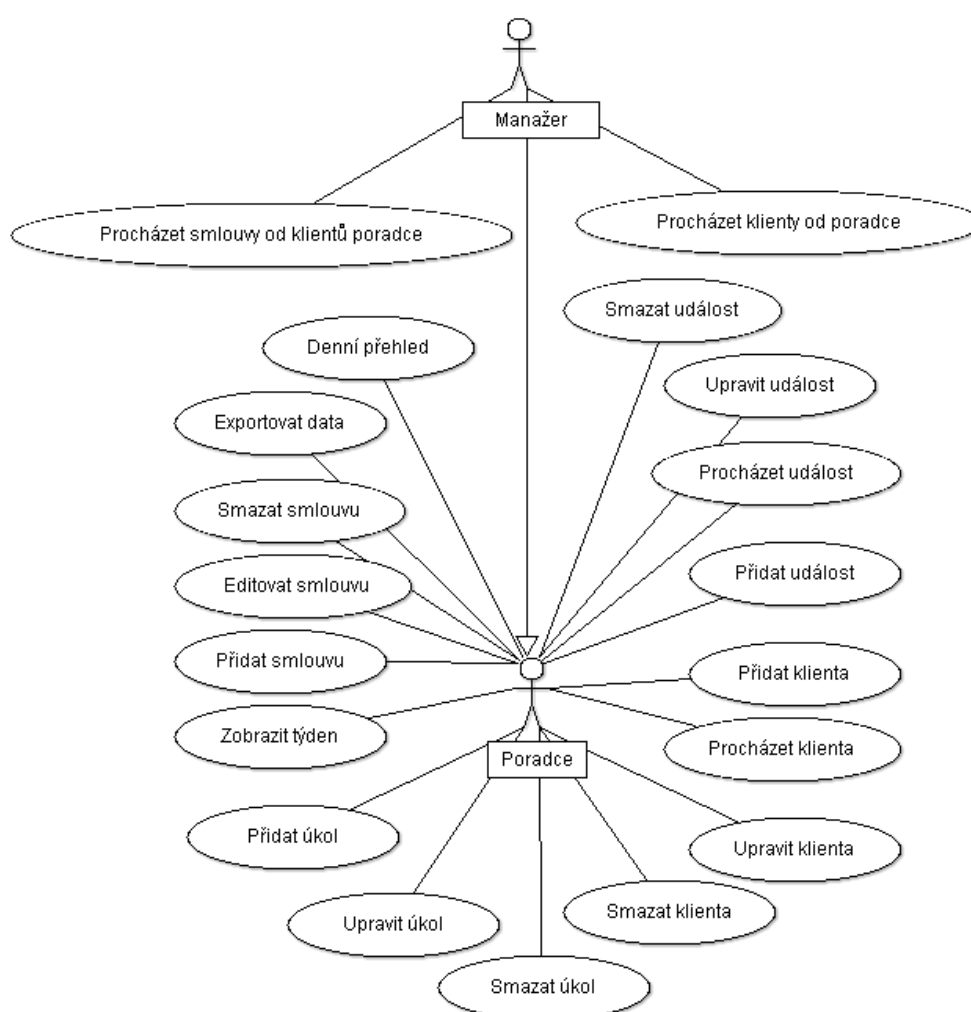 Manažer
Procházet smlouvy od klientů poradce
Procházet klienty od poradce
Smazat událost
Denní přehled
Upravit událost
Exportovat data
Procházet událost
Smazat smlouvu
Přidat událost
Editovat smlouvu
Přidat smlouvu
Přidat klienta
Zobrazit týden
Procházet klienta
Poradce
Přidat úkol
Upravit klienta
Smazat klienta
Upravit úkol
Smazat úkol